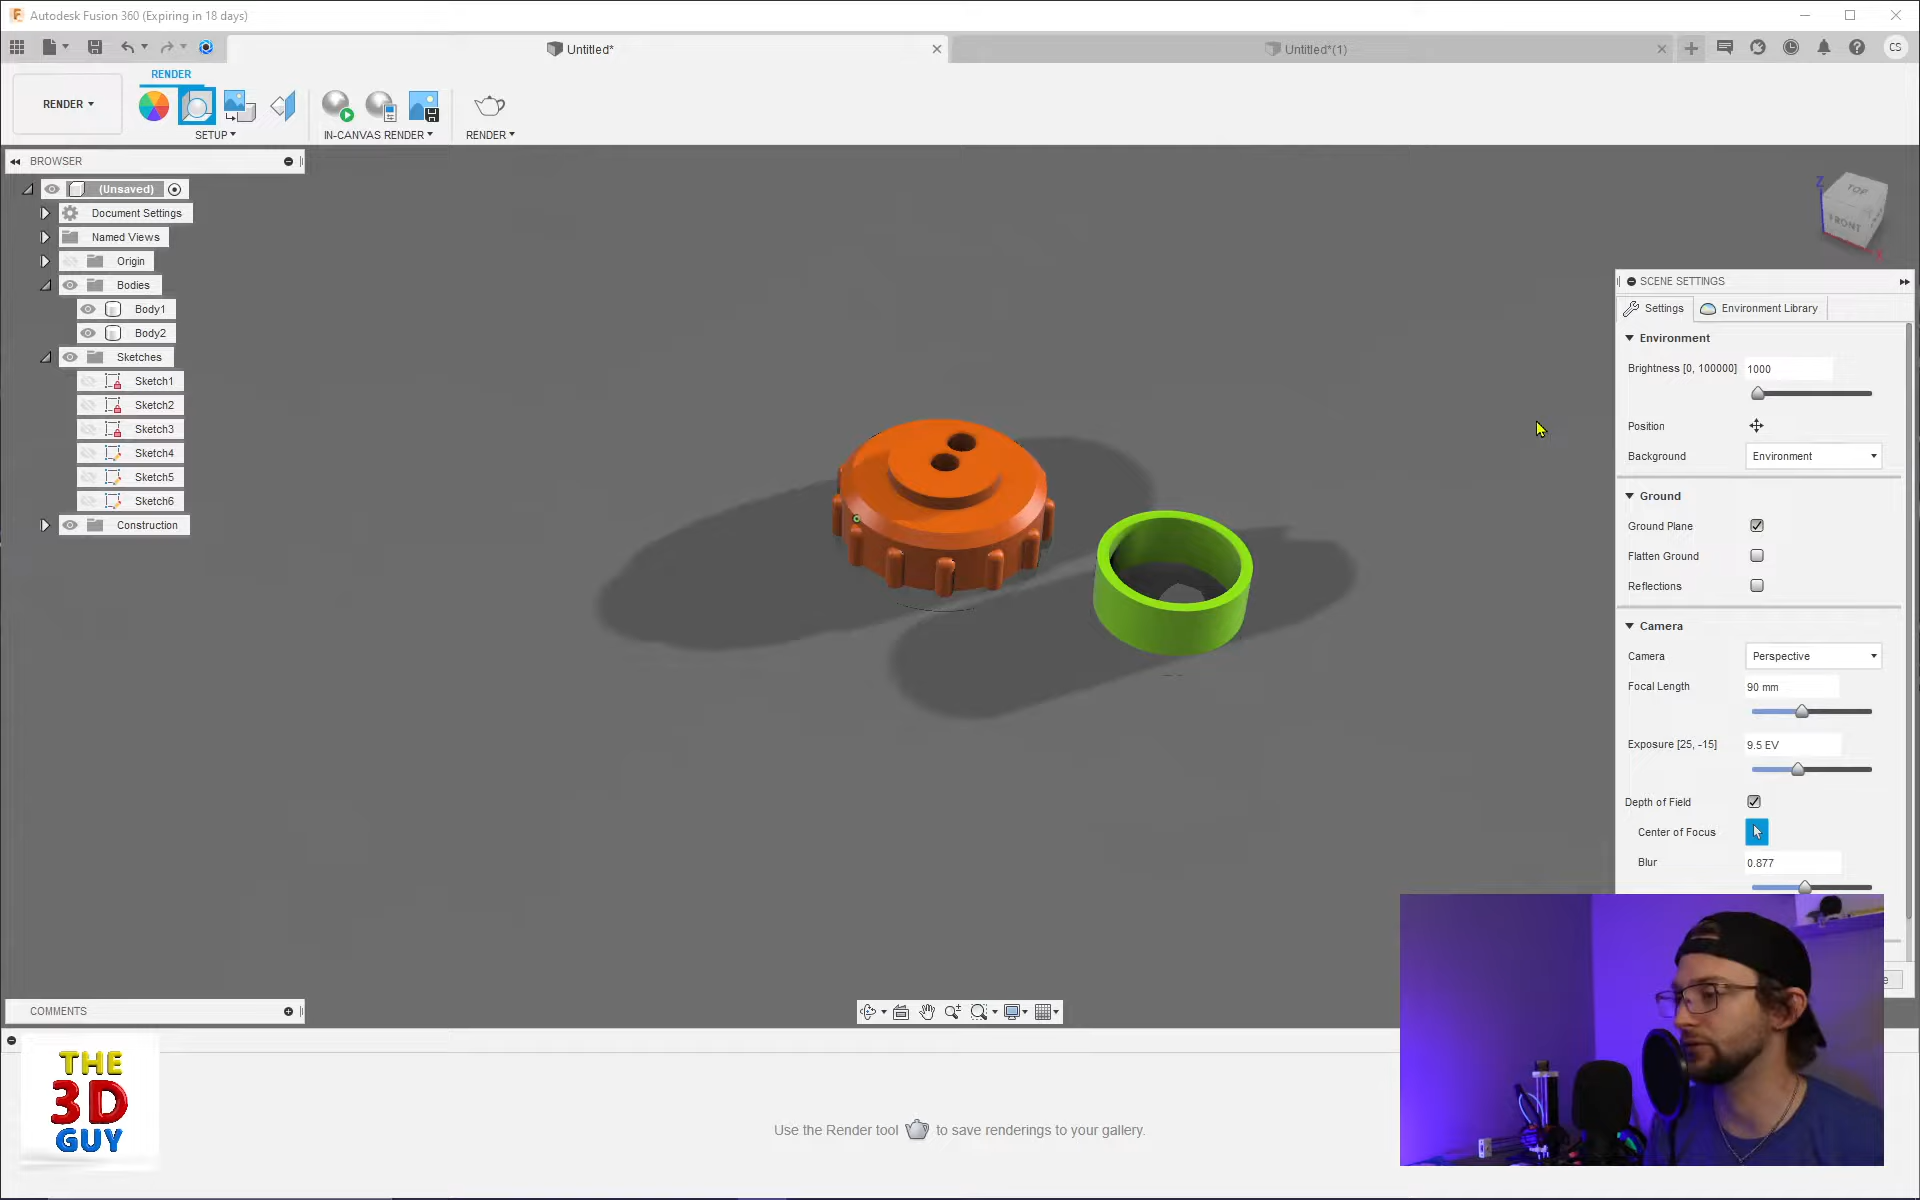 Autodesk Fusion 360 (Expiring in 18 days)
Untitled*
Untitled*(1)
CS
RENDER
RENDER
SETUP
IN-CANVAS RENDER
RENDER
BROWSER
(Unsaved)
Document Settings
Named Views
Origin
Bodies
Body1
Body2
Sketches
Sketch1
Sketch2
Sketch3
Sketch4
Sketch5
Sketch6
Construction
Z
TOP
FRONT
SCENE SETTINGS
Settings
Environment Library
Environment
Brightness [0, 100000] 1000
Position
Background Environment
Ground
Ground Plane
Flatten Ground
Reflections
Camera
Camera Perspective
Focal Length 90 mm
Exposure [25, -15] 9.5 EV
Depth of Field
Center of Focus
Blur 0.877
COMMENTS
THE
3D
GUY
Use the Render tool to save renderings to your gallery.